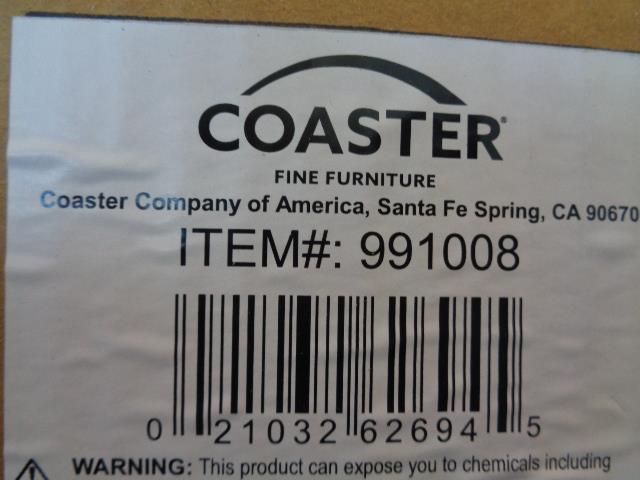 COASTER®
FINE FURNITURE
Coaster Company of America, Santa Fe Spring, CA 90670
ITEM#: 991008
0 21032 62694 5
WARNING: This product can expose you to chemicals including